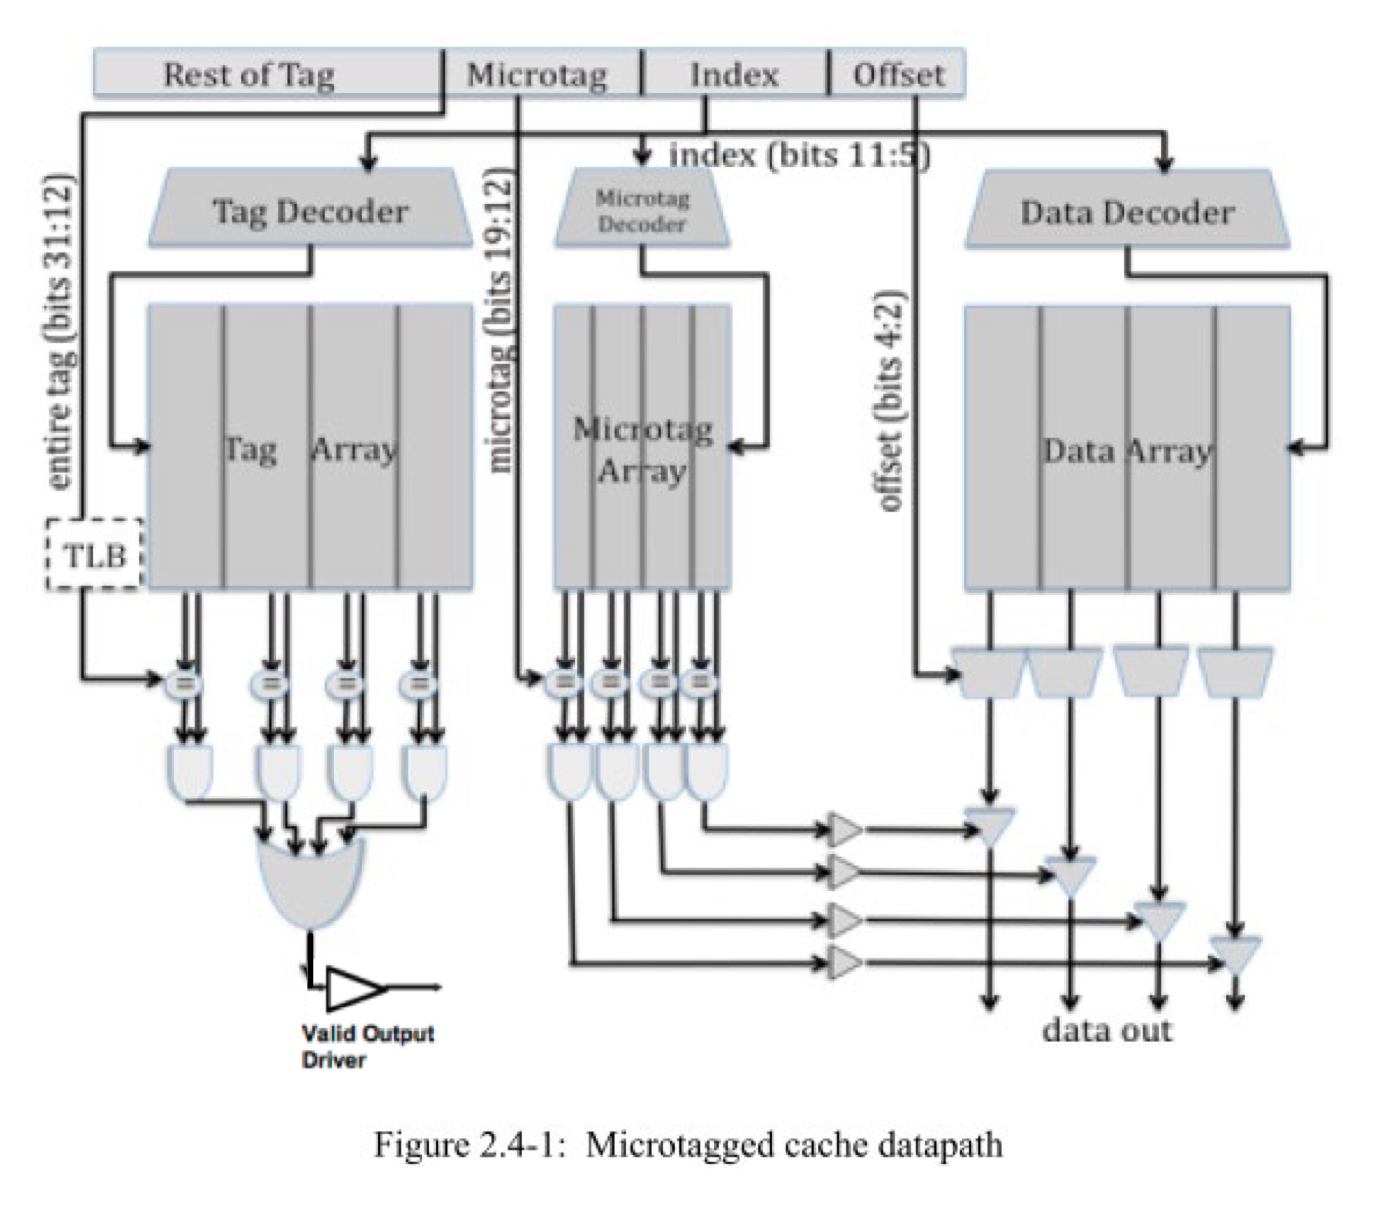 Rest of Tag
Microtag
Index
Offset
index (bits 11:5)
entire tag (bits 31:12)
microtag (bits 19:12)
offset (bits 4:2)
Tag Decoder
Microtag
Decoder
Data Decoder
Tag Array
Microtag
Array
Data Array
TLB
=
=
=
=
=
=
=
=
Valid Output
Driver
data out
Figure 2.4-1: Microtagged cache datapath